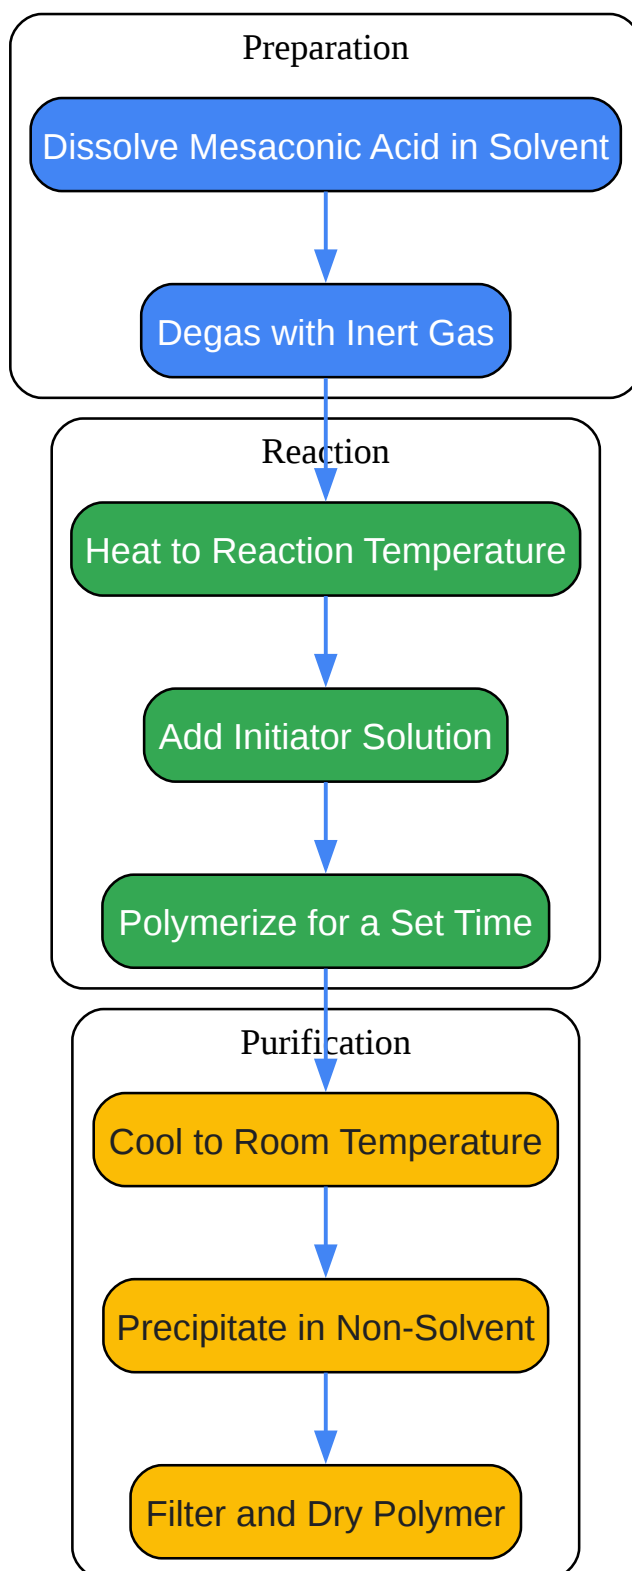 Preparation
Dissolve Mesaconic Acid in Solvent
Degas with Inert Gas
Reaction
Heat to Reaction Temperature
Add Initiator Solution
Polymerize for a Set Time
Purification
Cool to Room Temperature
Precipitate in Non-Solvent
Filter and Dry Polymer